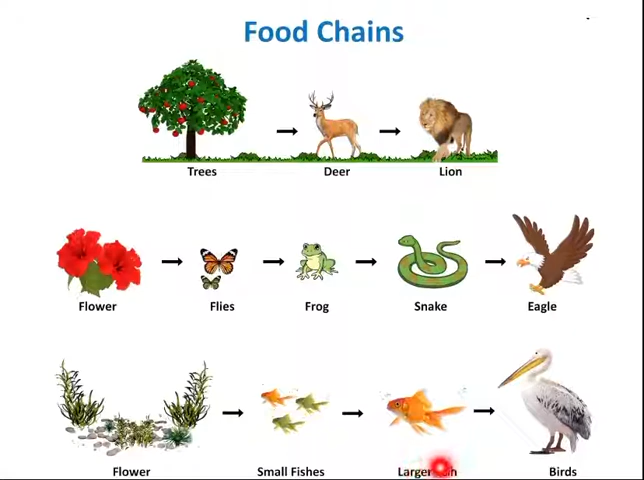 Food Chains
Trees Deer Lion
Flower Flies Frog Snake Eagle
Flower Small Fishes Larger Birds